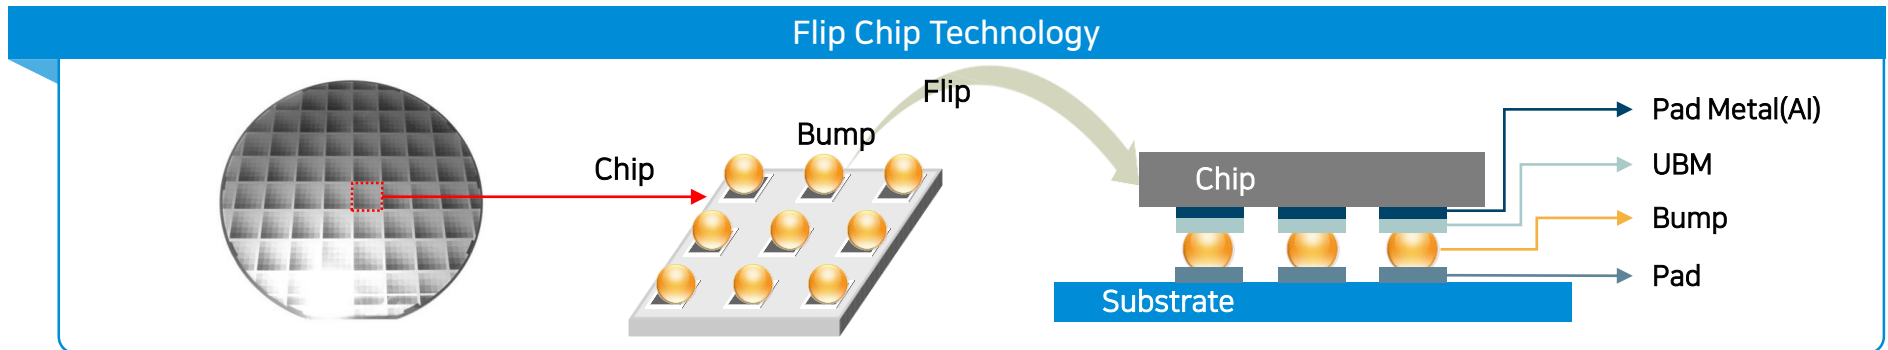 Flip Chip Technology
Chip
Bump
Flip
Chip
Substrate
Pad Metal(Al)
UBM
Bump
Pad